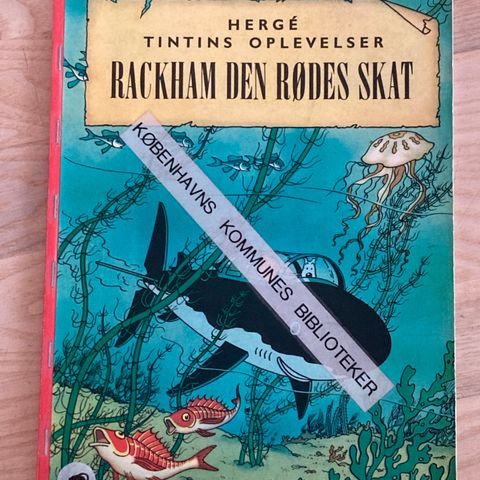 HERGÉ
TINTINS OPLEVELSER
RACKHAM DEN RØDES SKAT
KØBENHAVNS KOMMUNES BIBLIOTEKER